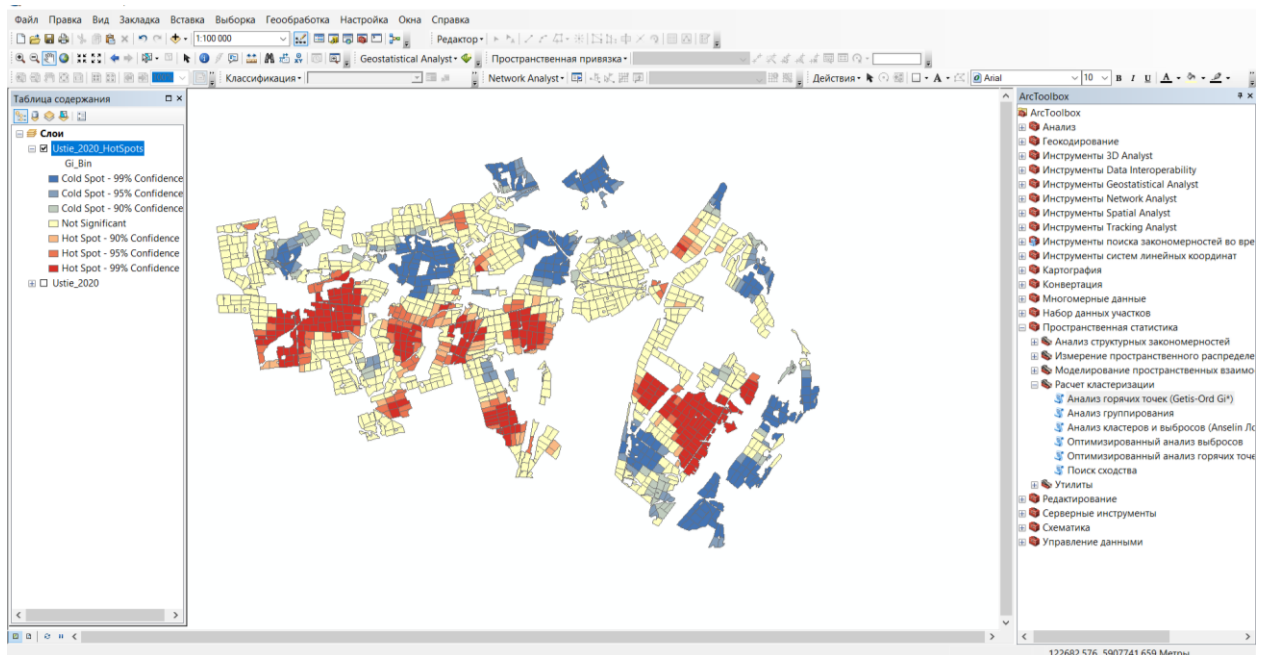 Файл Правка Вид Закладка Вставка Выборка Геообработка Настройка Окна Справка
1:100 000 Редактор
Geostatistical Analyst Пространственная привязка
Классификация Network Analyst Действия A Arial 10 B I U A
Таблица содержания
Слои
Ustie_2020_HotSpots
Gi_Bin
Cold Spot - 99% Confidence
Cold Spot - 95% Confidence
Cold Spot - 90% Confidence
Not Significant
Hot Spot - 90% Confidence
Hot Spot - 95% Confidence
Hot Spot - 99% Confidence
Ustie_2020
ArcToolbox
ArcToolbox
Анализ
Геокодирование
Инструменты 3D Analyst
Инструменты Data Interoperability
Инструменты Geostatistical Analyst
Инструменты Network Analyst
Инструменты Spatial Analyst
Инструменты Tracking Analyst
Инструменты поиска закономерностей во вре
Инструменты систем линейных координат
Картография
Конвертация
Многомерные данные
Набор данных участков
Пространственная статистика
Анализ структурных закономерностей
Измерение пространственного распределе
Моделирование пространственных взаимо
Расчет кластеризации
Анализ горячих точек (Getis-Ord Gi*)
Анализ группирования
Анализ кластеров и выбросов (Anselin Ло
Оптимизированный анализ выбросов
Оптимизированный анализ горячих точе
Поиск сходства
Утилиты
Редактирование
Серверные инструменты
Схематика
Управление данными
122682,576 5907741,659 Метры